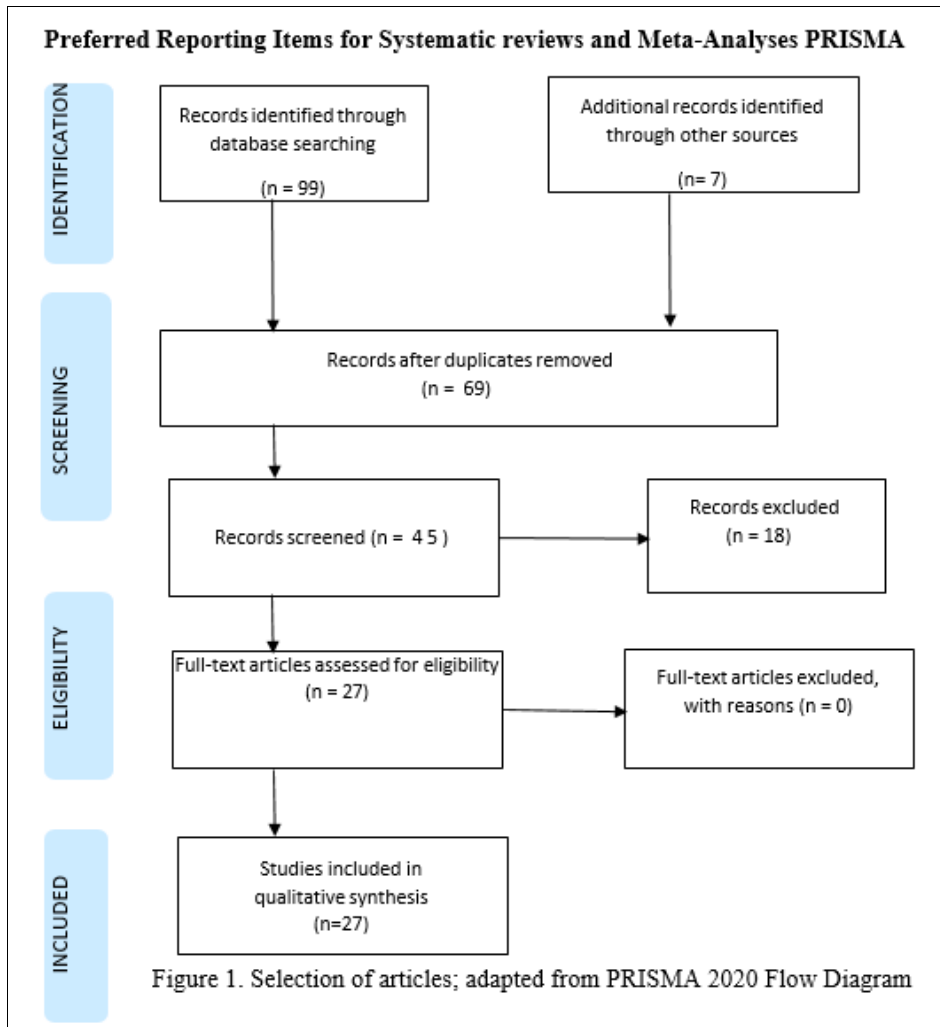 Preferred Reporting Items for Systematic reviews and Meta-Analyses PRISMA
IDENTIFICATION
Records identified through
database searching
(n = 99)
Additional records identified
through other sources
(n= 7)
SCREENING
Records after duplicates removed
(n = 69)
Records screened (n = 4 5 )
Records excluded
(n = 18)
ELIGIBILITY
Full-text articles assessed for eligibility
(n = 27)
Full-text articles excluded,
with reasons (n = 0)
INCLUDED
Studies included in
qualitative synthesis
(n=27)
Figure 1. Selection of articles; adapted from PRISMA 2020 Flow Diagram